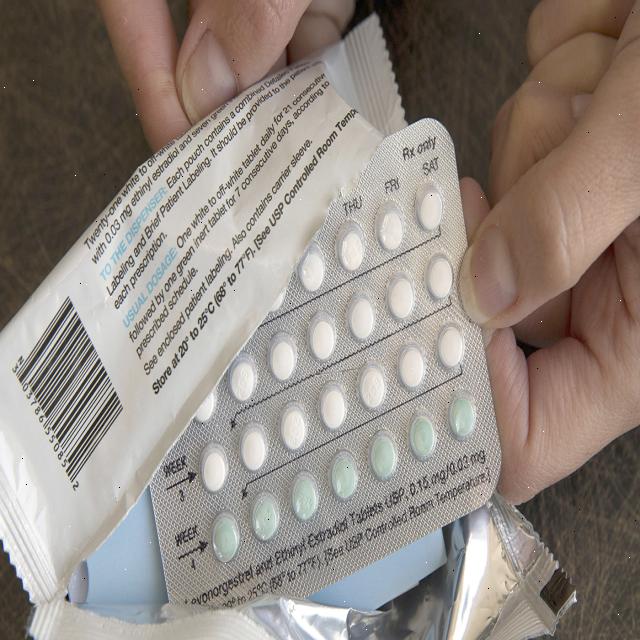 Twenty-one white to off-
with 0.03 mg ethinyl estradiol and seven green
TO THE DISPENSER: Each pouch contains a combined Detailed
Labeling and Brief Patient Labeling. It should be provided to the patient
each prescription.
USUAL DOSAGE: One white to off-white tablet daily for 21 consecutive
followed by one green inert tablet for 7 consecutive days, according to
prescribed schedule.
See enclosed patient labeling. Also contains carrier sleeve.
Store at 20° to 25°C (68° to 77°F). [See USP Controlled Room Temp
Rx only
THU FRI SAT
WEEK
3
WEEK
4
Levonorgestrel and Ethinyl Estradiol Tablets USP, 0.15 mg/0.03 mg
to 25°C (68° to 77°F). [See USP Controlled Room Temperature]